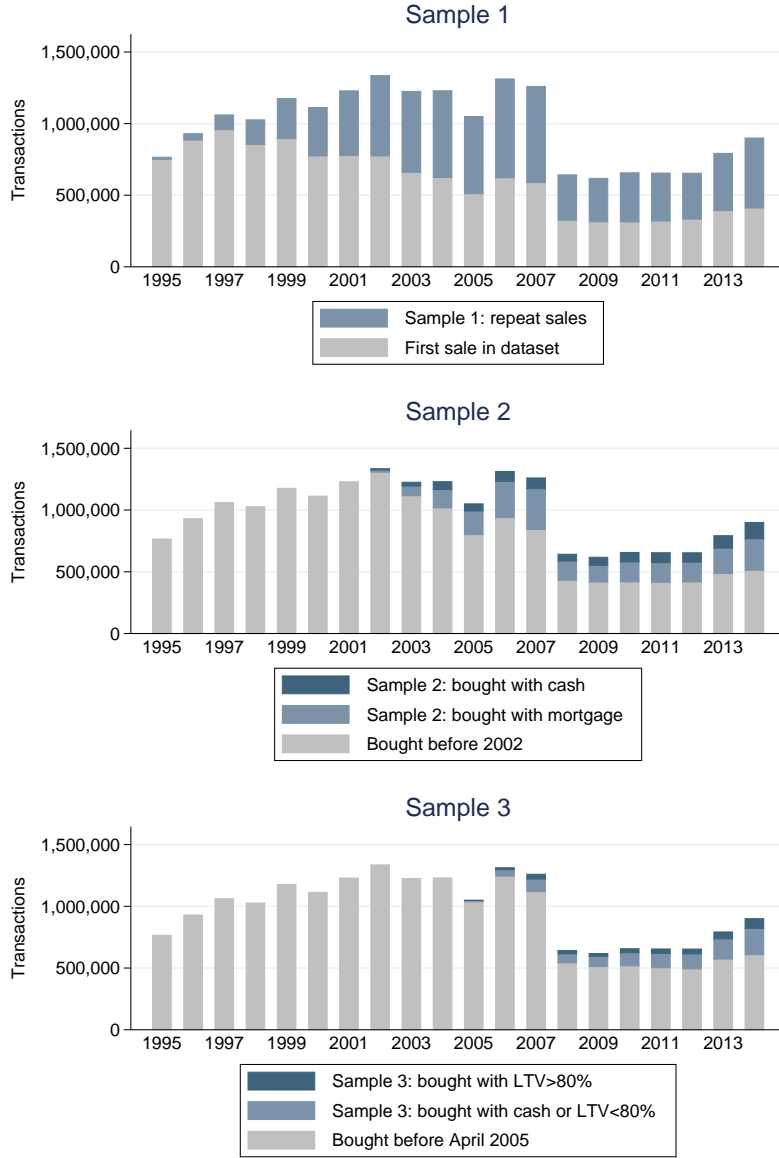 Sample 1
Transactions
1,500,000
1,000,000
500,000
0
1995 1997 1999 2001 2003 2005 2007 2009 2011 2013
Sample 1: repeat sales
First sale in dataset
Sample 2
Transactions
1,500,000
1,000,000
500,000
0
1995 1997 1999 2001 2003 2005 2007 2009 2011 2013
Sample 2: bought with cash
Sample 2: bought with mortgage
Bought before 2002
Sample 3
Transactions
1,500,000
1,000,000
500,000
0
1995 1997 1999 2001 2003 2005 2007 2009 2011 2013
Sample 3: bought with LTV>80%
Sample 3: bought with cash or LTV<80%
Bought before April 2005